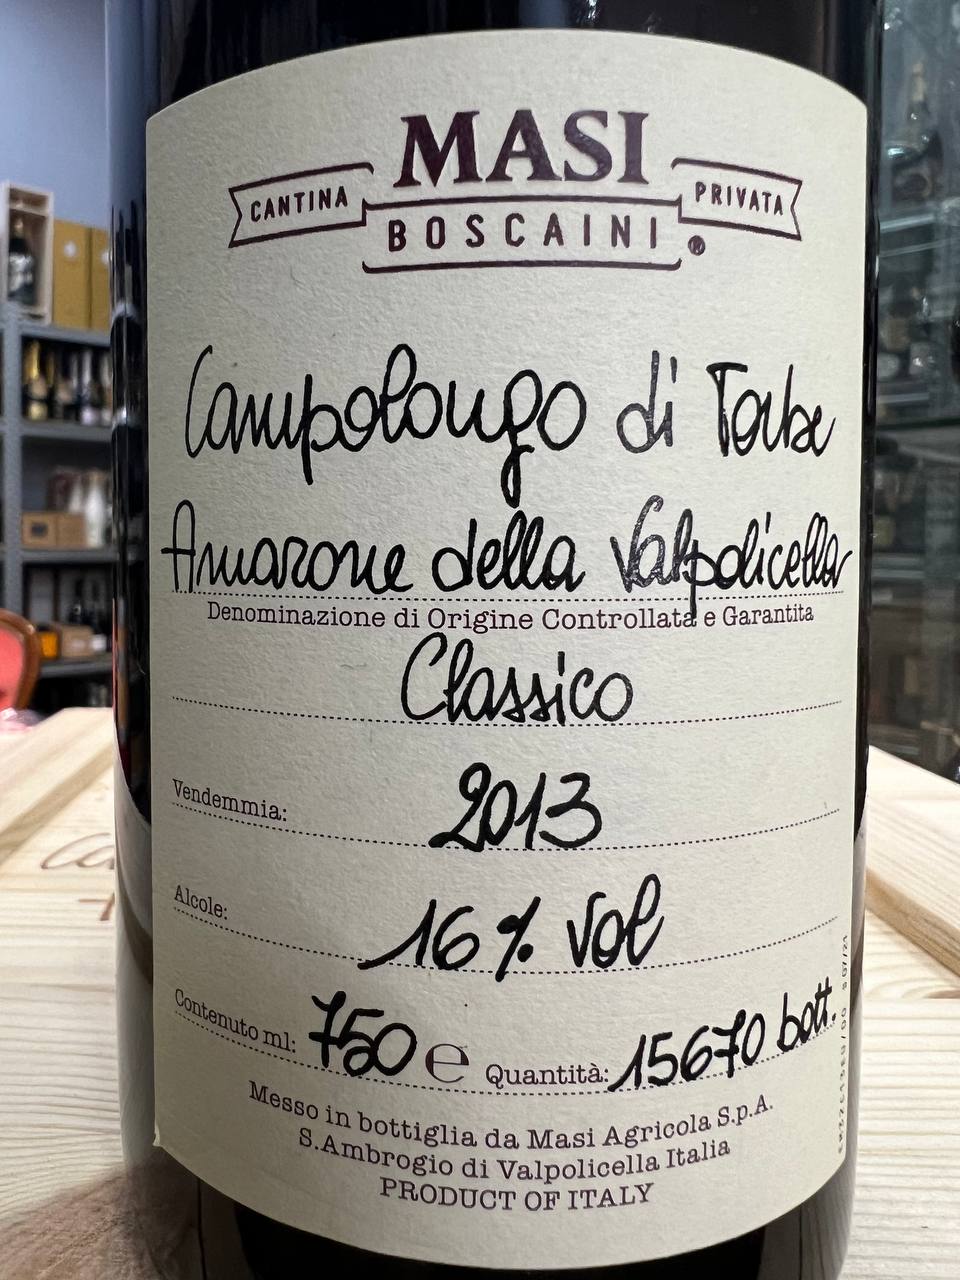 MASI
CANTINA PRIVATA
BOSCAINI ®
Campolongo di Torbe
Amarone della Valpolicella
Denominazione di Origine Controllata e Garantita
Classico
Vendemmia: 2013
Alcole: 16% vol
Contenuto ml: 750 e Quantità: 15670 bott.
Messo in bottiglia da Masi Agricola S.p.A.
S.Ambrogio di Valpolicella Italia
PRODUCT OF ITALY